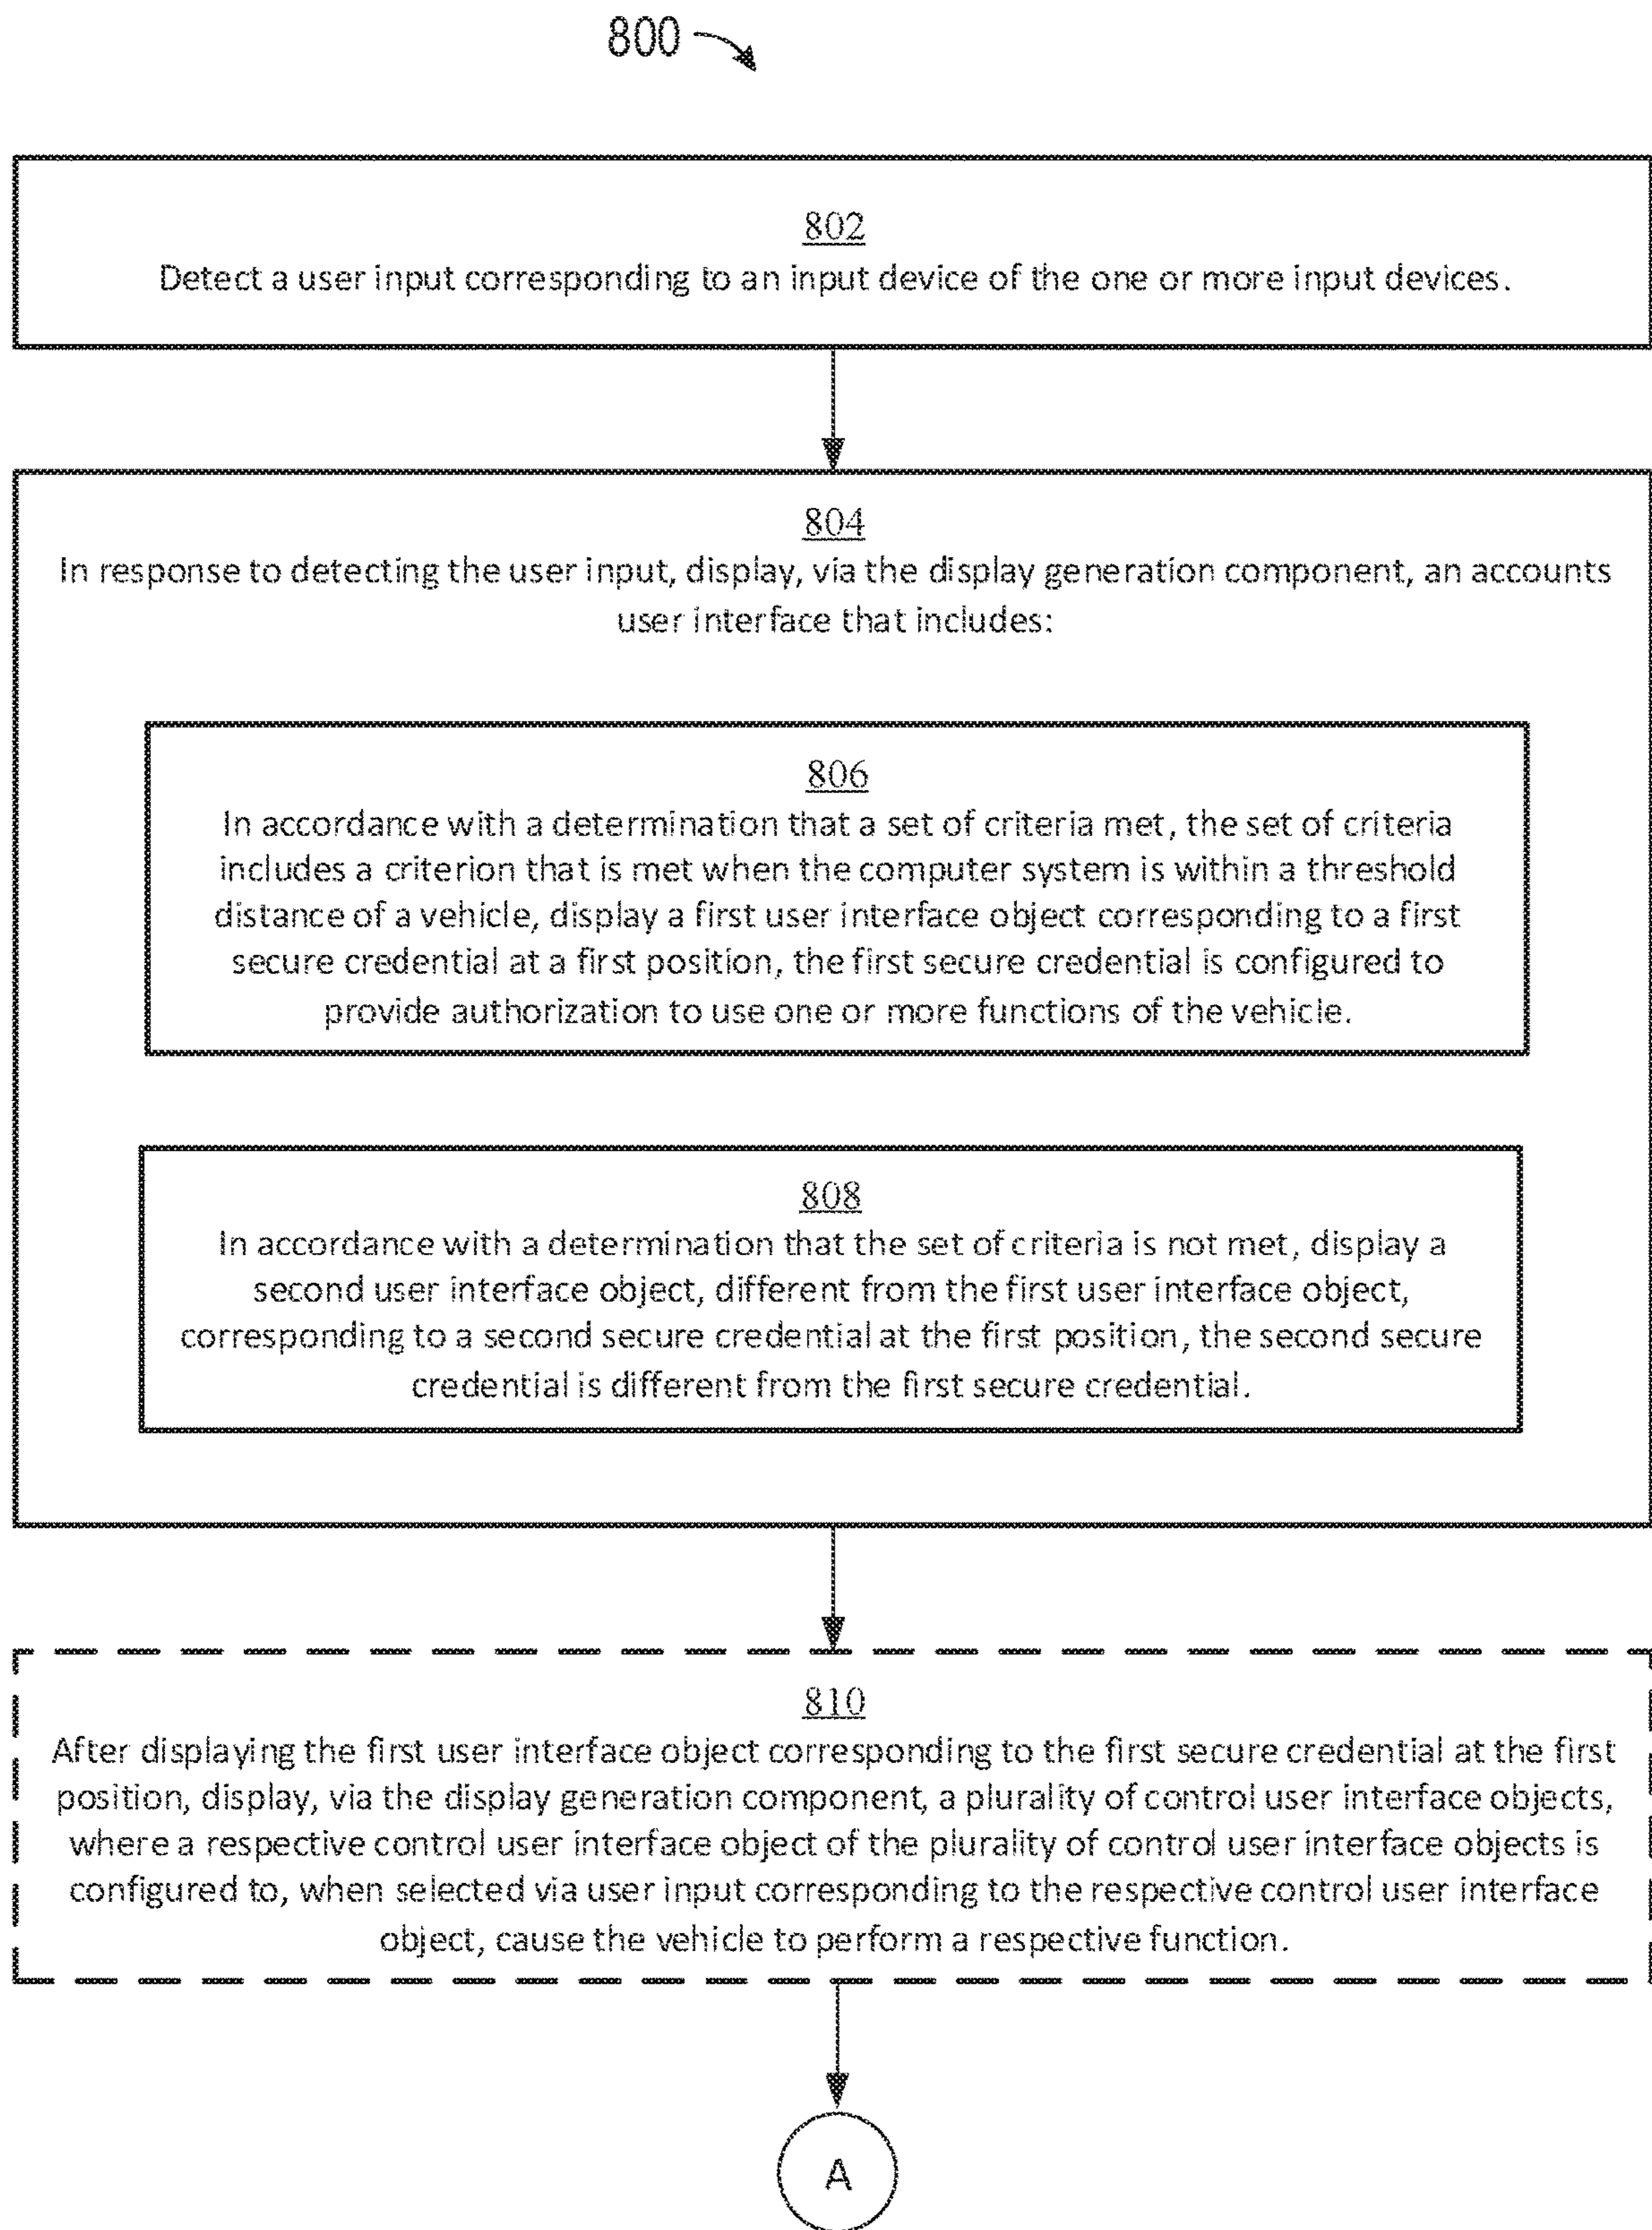 800
802
Detect a user input corresponding to an input device of the one or more input devices.
804
In response to detecting the user input, display, via the display generation component, an accounts
user interface that includes:
806
In accordance with a determination that a set of criteria met, the set of criteria
includes a criterion that is met when the computer system is within a threshold
distance of a vehicle, display a first user interface object corresponding to a first
secure credential at a first position, the first secure credential is configured to
provide authorization to use one or more functions of the vehicle.
808
In accordance with a determination that the set of criteria is not met, display a
second user interface object, different from the first user interface object,
corresponding to a second secure credential at the first position, the second secure
credential is different from the first secure credential.
810
After displaying the first user interface object corresponding to the first secure credential at the first
position, display, via the display generation component, a plurality of control user interface objects,
where a respective control user interface object of the plurality of control user interface objects is
configured to, when selected via user input corresponding to the respective control user interface
object, cause the vehicle to perform a respective function.
A